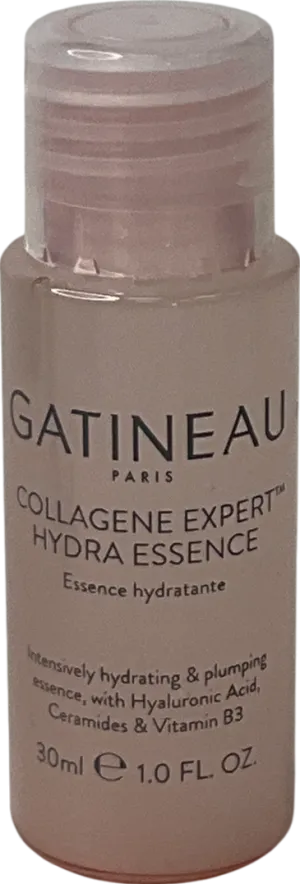 GATINEAU
PARIS
COLLAGENE EXPERT™
HYDRA ESSENCE
Essence hydratante
Intensively hydrating & plumping
essence, with Hyaluronic Acid,
Ceramides & Vitamin B3
30ml ℮ 1.0 FL. OZ.